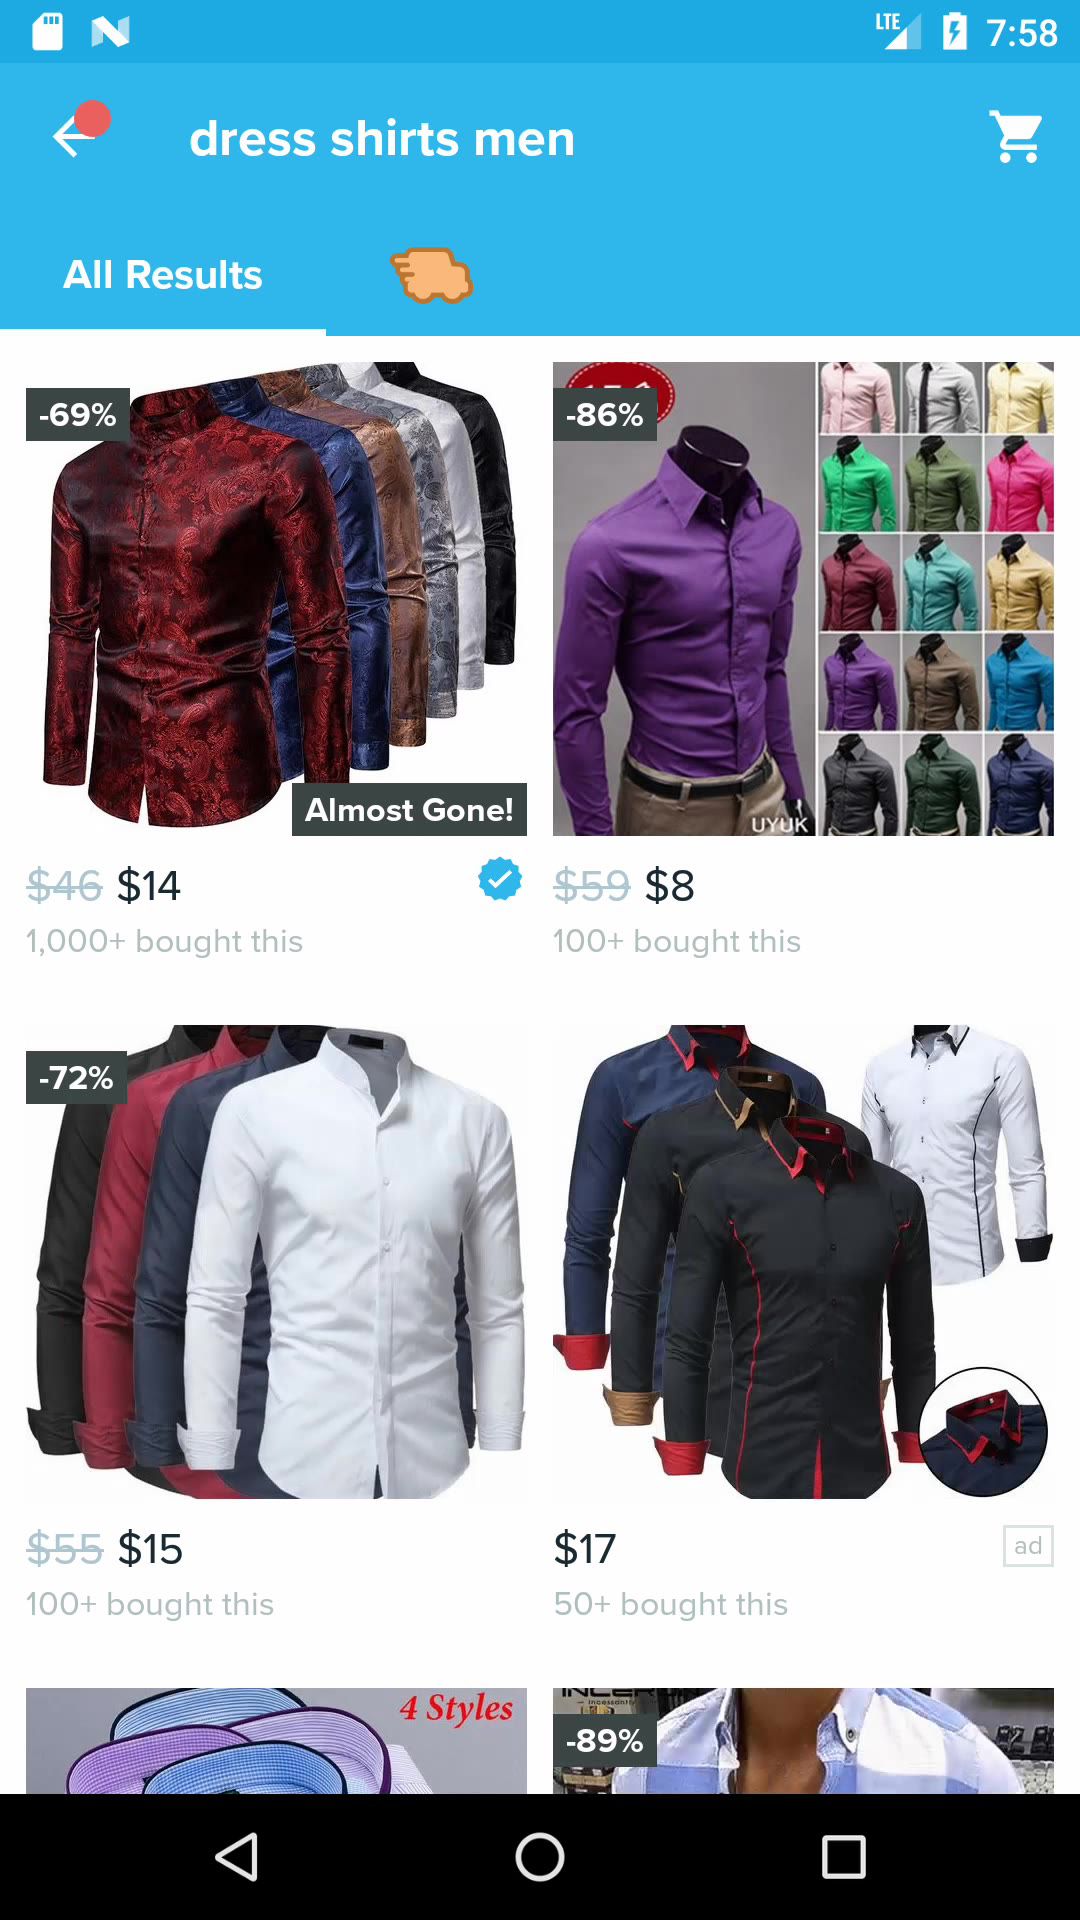 LTE 7:58
dress shirts men
All Results
-69%
-86%
Almost Gone!
UYUK
$46 $14
1,000+ bought this
$59 $8
100+ bought this
-72%
$55 $15
100+ bought this
$17
ad
50+ bought this
4 Styles
-89%